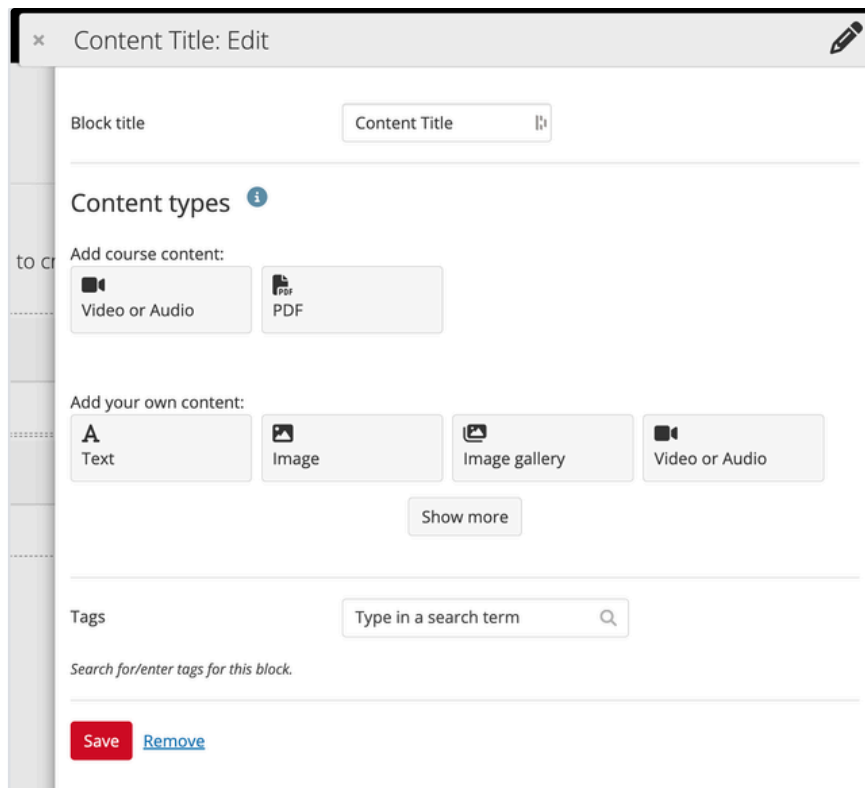 × Content Title: Edit
Block title Content Title
Content types
to cr
Add course content:
Video or Audio PDF
Add your own content:
Text Image Image gallery Video or Audio
Show more
Tags Type in a search term
Search for/enter tags for this block.
Save Remove